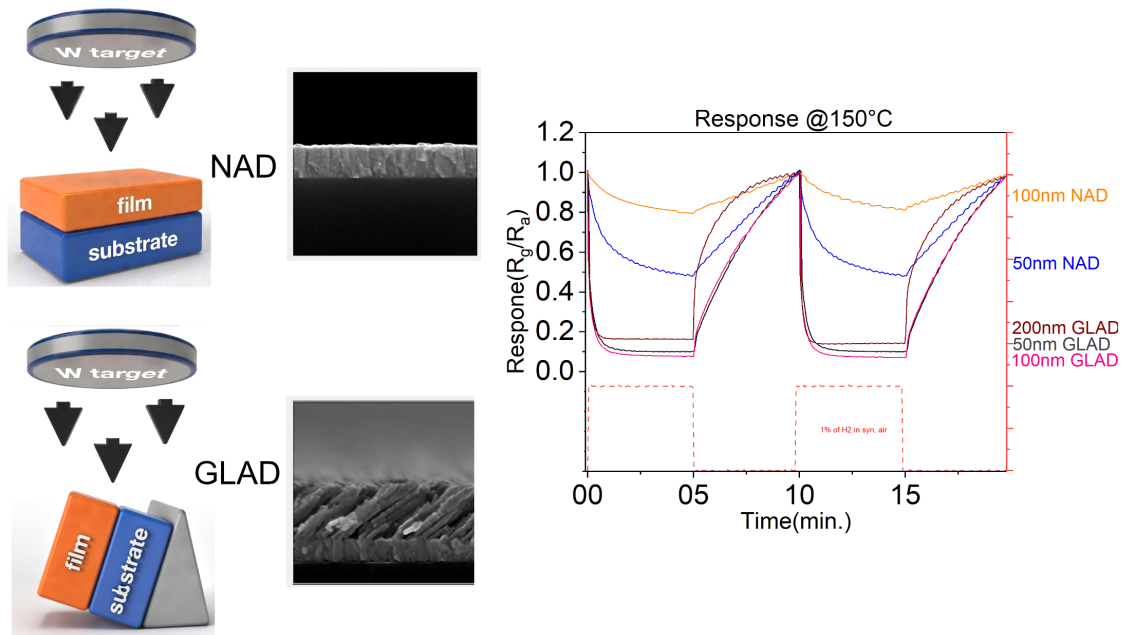 W target
NAD
film
substrate
W target
GLAD
film
substrate
Response @150°C
Respone(Rg/Ra)
1.2
1.0
0.8
0.6
0.4
0.2
0.0
100nm NAD
50nm NAD
200nm GLAD
50nm GLAD
100nm GLAD
1% of H2 in syn. air
00
05
10
15
Time(min.)